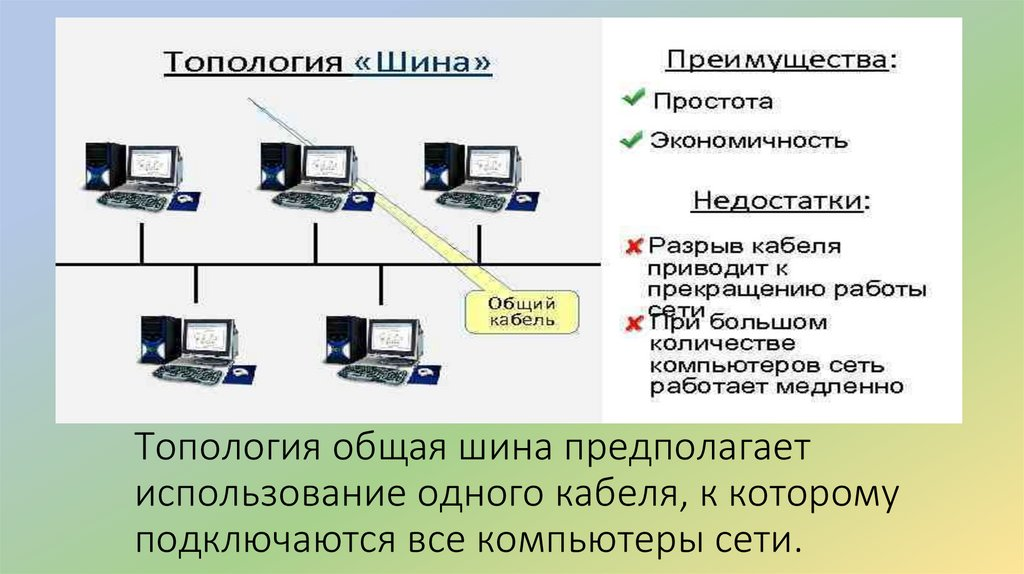 Топология «Шина»
Общий
кабель
Преимущества:
Простота
Экономичность
Недостатки:
Разрыв кабеля
приводит к
прекращению работы
сети
При большом
количестве
компьютеров сеть
работает медленно
Топология общая шина предполагает
использование одного кабеля, к которому
подключаются все компьютеры сети.